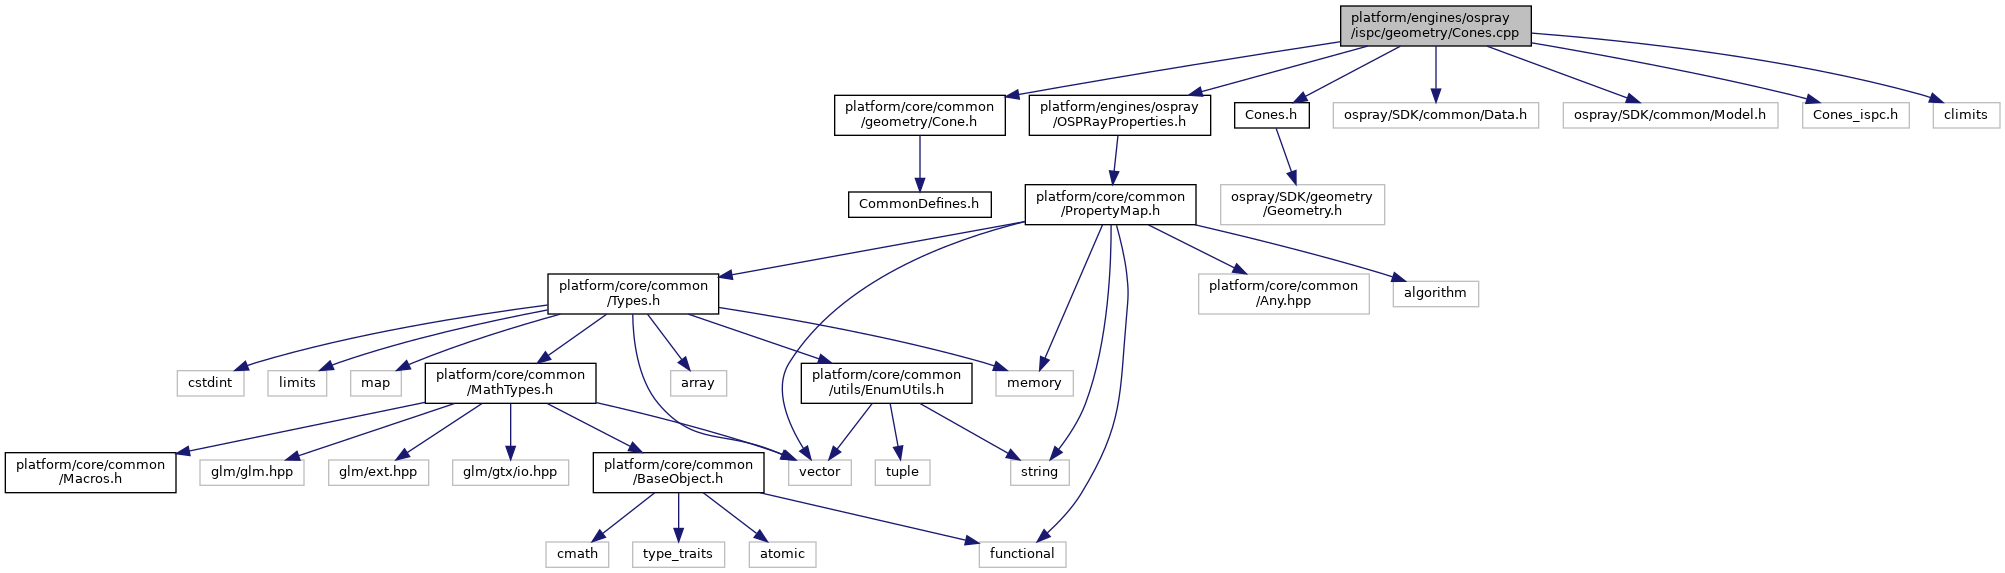 platform/engines/ospray
/ispc/geometry/Cones.cpp
platform/core/common
/geometry/Cone.h
platform/engines/ospray
/OSPRayProperties.h
Cones.h
ospray/SDK/common/Data.h
ospray/SDK/common/Model.h
Cones_ispc.h
climits
CommonDefines.h
platform/core/common
/PropertyMap.h
ospray/SDK/geometry
/Geometry.h
platform/core/common
/Types.h
platform/core/common
/Any.hpp
algorithm
cstdint
limits
map
platform/core/common
/MathTypes.h
array
platform/core/common
/utils/EnumUtils.h
memory
platform/core/common
/Macros.h
glm/glm.hpp
glm/ext.hpp
glm/gtx/io.hpp
platform/core/common
/BaseObject.h
vector
tuple
string
cmath
type_traits
atomic
functional